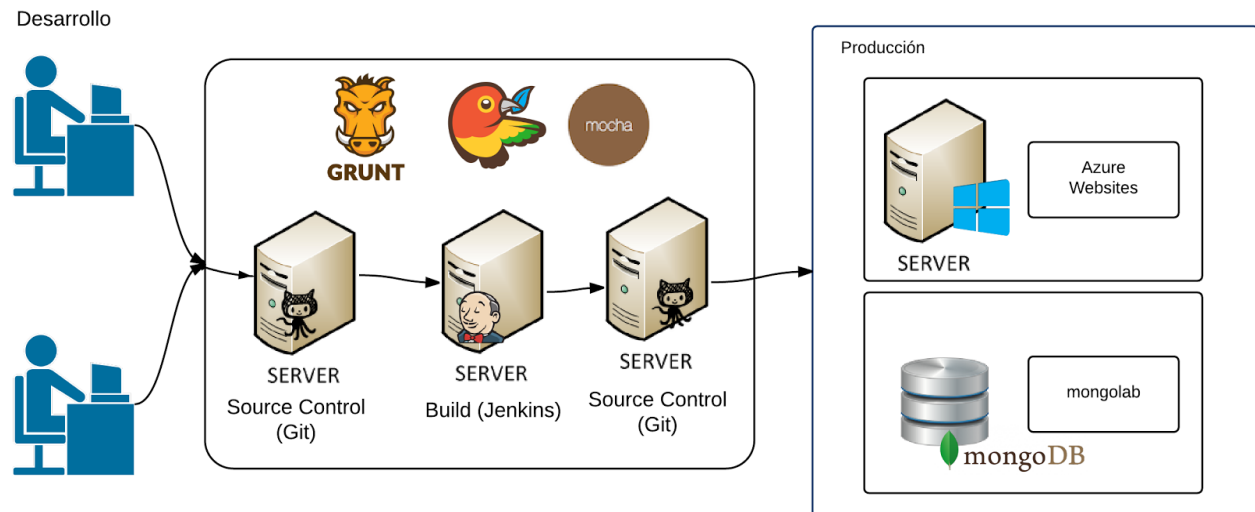 Desarrollo
GRUNT
mocha
SERVER
Source Control
(Git)
SERVER
Build (Jenkins)
SERVER
Source Control
(Git)
Producción
SERVER
Azure
Websites
mongoDB
mongolab